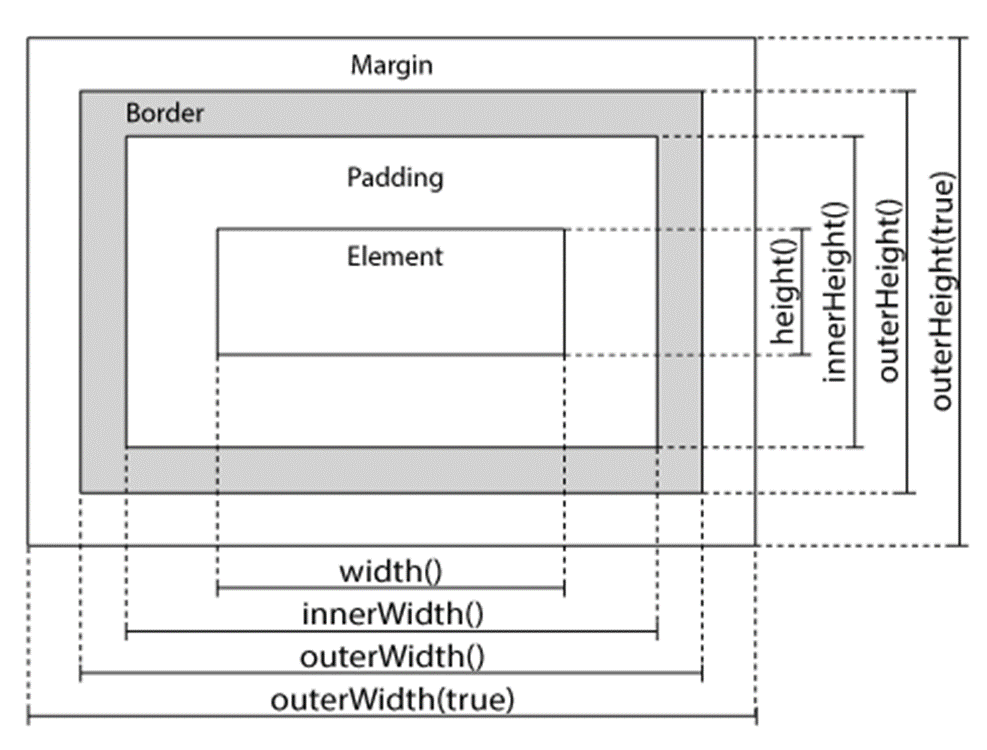 Margin
Border
Padding
Element
height()
innerHeight()
outerHeight()
outerHeight(true)
width()
innerWidth()
outerWidth()
outerWidth(true)